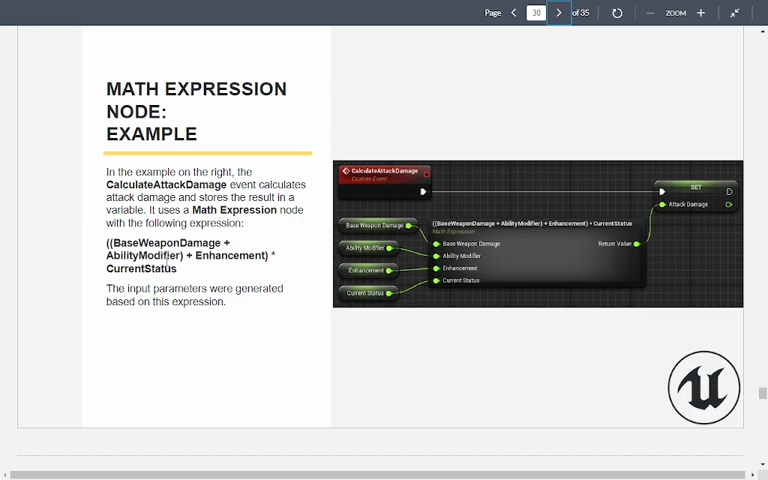 Page 30 of 35 ZOOM
MATH EXPRESSION
NODE:
EXAMPLE
In the example on the right, the
CalculateAttackDamage event calculates
attack damage and stores the result in a
variable. It uses a Math Expression node
with the following expression:
((BaseWeaponDamage +
AbilityModifier) + Enhancement) *
CurrentStatus
The input parameters were generated
based on this expression.
CalculateAttackDamage
Custom Event
SET
Attack Damage
Base Weapon Damage
Ability Modifier
Enhancement
Current Status
((BaseWeaponDamage + AbilityModifier) + Enhancement) * CurrentStatus
Math Expression
Base Weapon Damage Return Value
Ability Modifier
Enhancement
Current Status